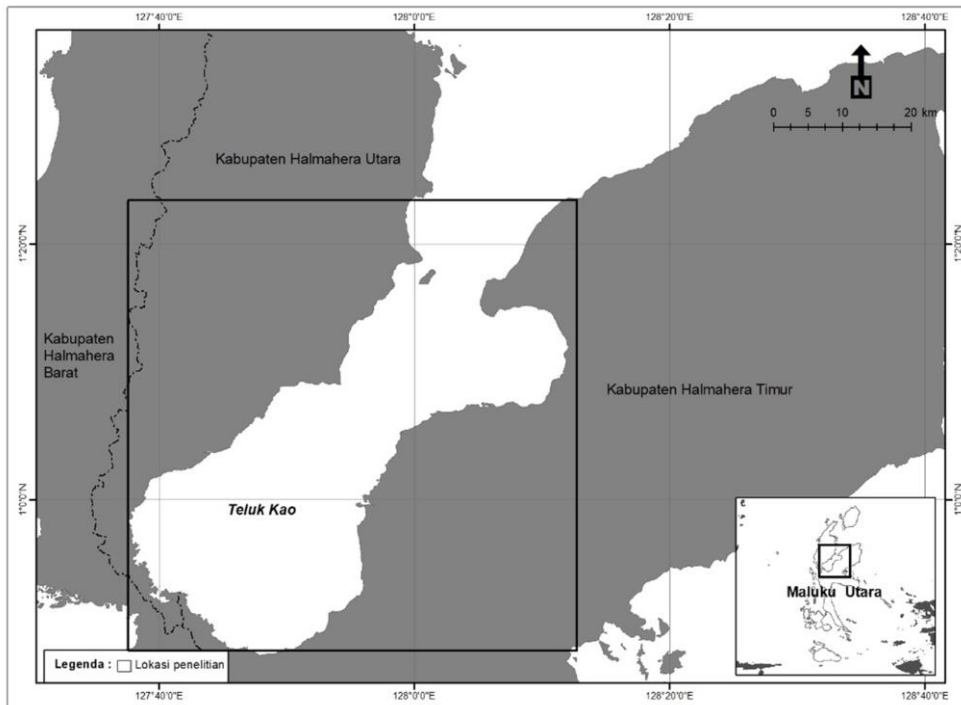 127°40'0"E 128°0'0"E 128°20'0"E 128°40'0"E
N
0 5 10 20 km
Kabupaten Halmahera Utara
1°20'0"N 1°20'0"N
Kabupaten
Halmahera
Barat
Kabupaten Halmahera Timur
1°0'0"N 1°0'0"N
Teluk Kao
Maluku Utara
Legenda : Lokasi penelitian
127°40'0"E 128°0'0"E 128°20'0"E 128°40'0"E